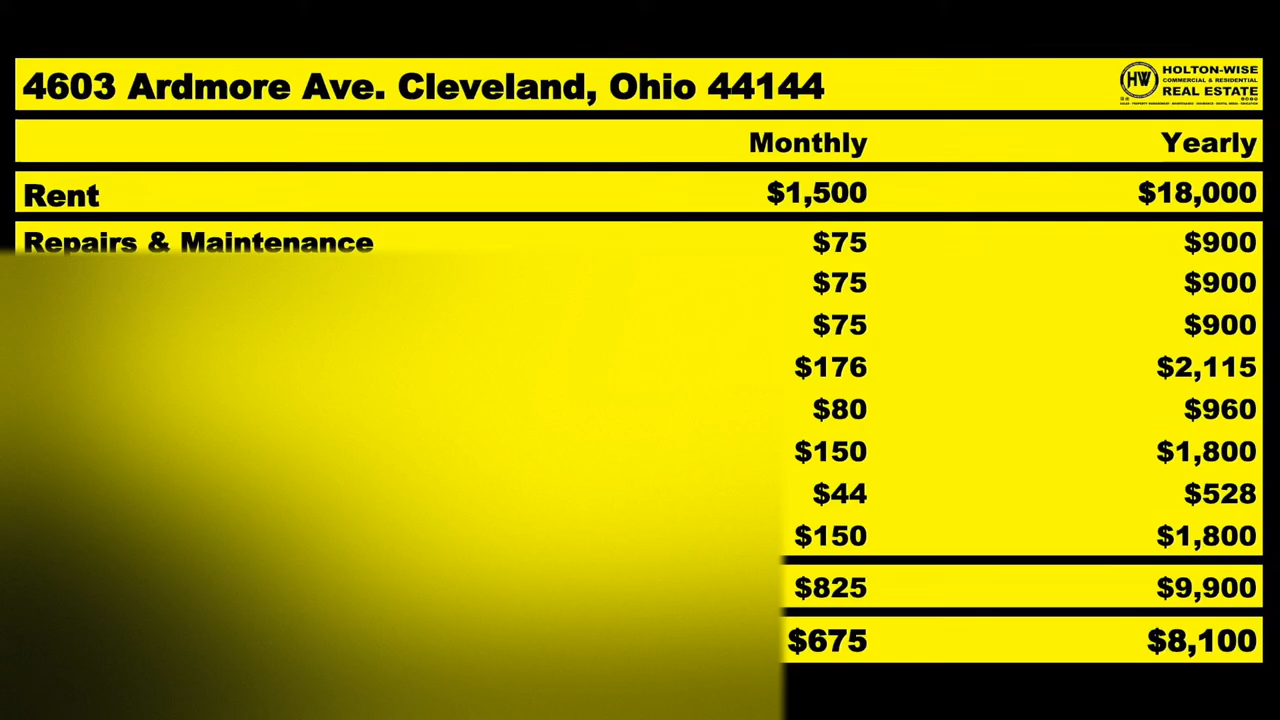 4603 Ardmore Ave. Cleveland, Ohio 44144
HW
HOLTON-WISE
COMMERCIAL & RESIDENTIAL
REAL ESTATE
Monthly Yearly
Rent $1,500 $18,000
Repairs & Maintenance $75 $900
$75 $900
$75 $900
$176 $2,115
$80 $960
$150 $1,800
$44 $528
$150 $1,800
$825 $9,900
$675 $8,100